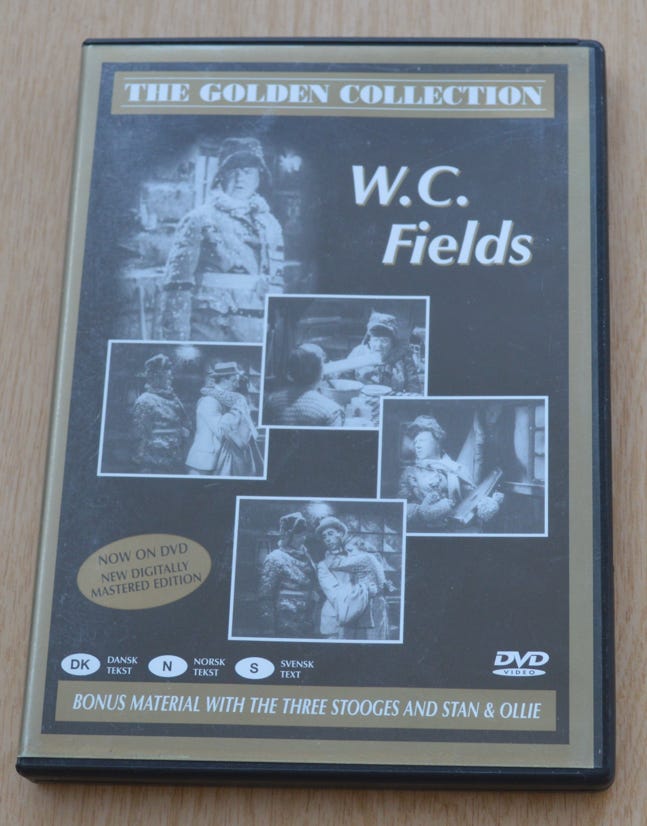 THE GOLDEN COLLECTION
W.C.
Fields
NOW ON DVD
NEW DIGITALLY
MASTERED EDITION
DK DANSK
TEKST
N NORSK
TEKST
S SVENSK
TEXT
DVD
VIDEO
BONUS MATERIAL WITH THE THREE STOOGES AND STAN & OLLIE